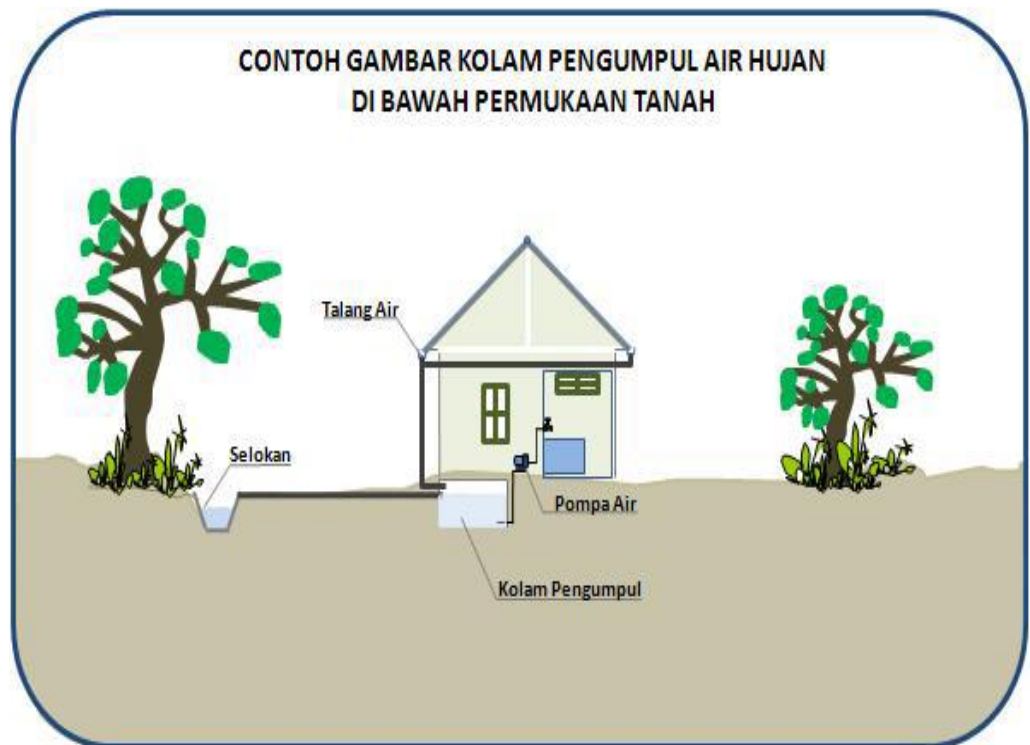 CONTOH GAMBAR KOLAM PENGUMPUL AIR HUJAN
DI BAWAH PERMUKAAN TANAH
Talang Air
Selokan
Pompa Air
Kolam Pengumpul